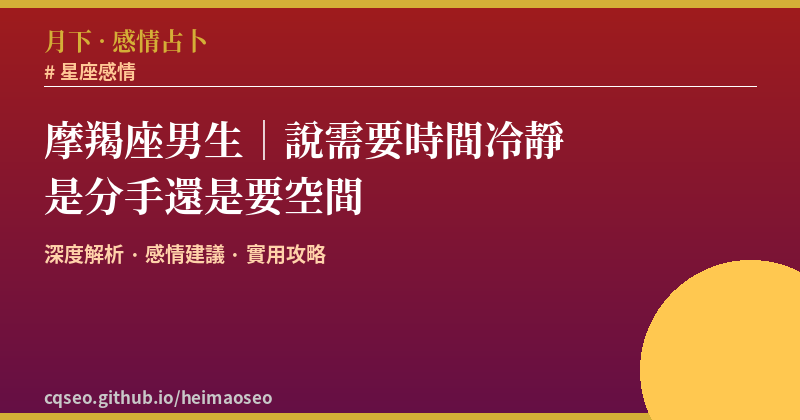 月下 · 感情占卜
# 星座感情
摩羯座男生｜說需要時間冷靜
是分手還是要空間
深度解析 · 感情建議 · 實用攻略
cqseo.github.io/heimaoseo